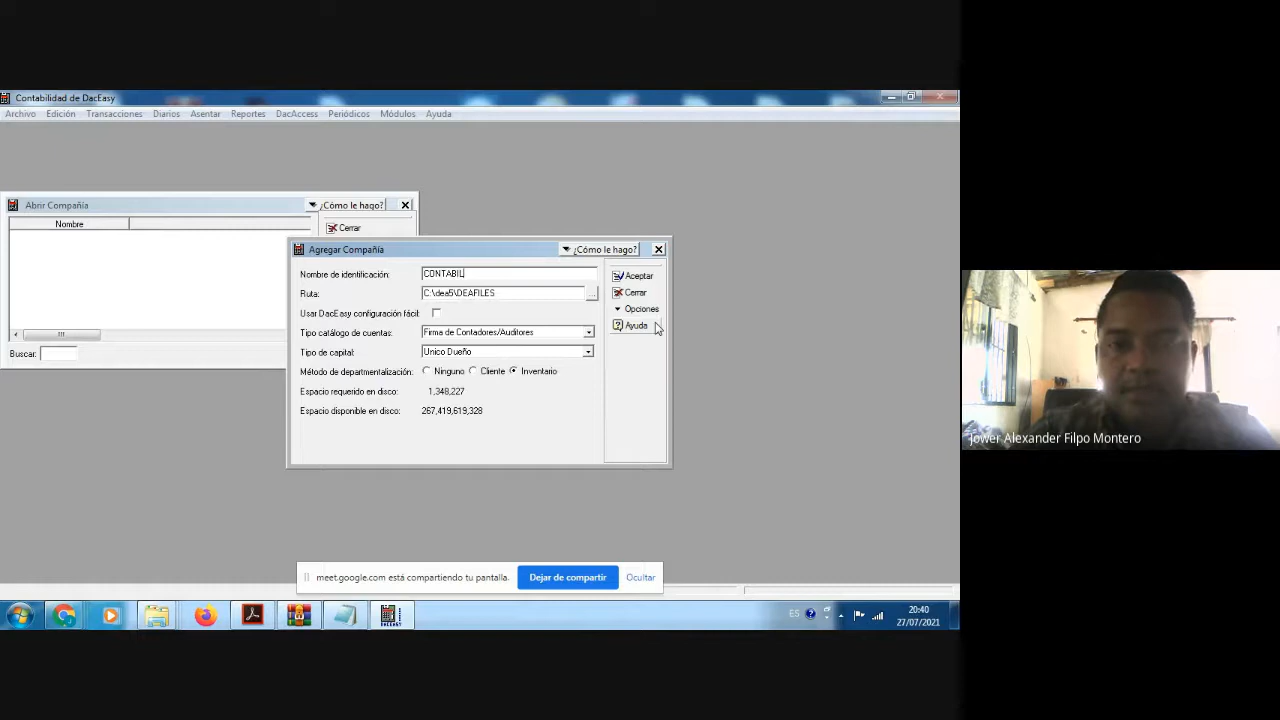 Contabilidad de DacEasy
Archivo Edición Transacciones Diarios Asentar Reportes DacAccess Periódicos Módulos Ayuda
Abrir Compañía ¿Cómo le hago?
Nombre
Cerrar
Buscar:
Agregar Compañía ¿Cómo le hago?
Nombre de identificación: CONTABIL
Ruta: C:\dea5\DEAFILES ...
Usar DacEasy configuración fácil:
Tipo catálogo de cuentas: Firma de Contadores/Auditores
Tipo de capital: Unico Dueño
Método de departmentalización: Ninguno Cliente Inventario
Espacio requerido en disco: 1,348,227
Espacio disponible en disco: 267,419,619,328
Aceptar
Cerrar
Opciones
Ayuda
Jower Alexander Filpo Montero
meet.google.com está compartiendo tu pantalla. Dejar de compartir Ocultar
DACEASY
ES
20:40
27/07/2021